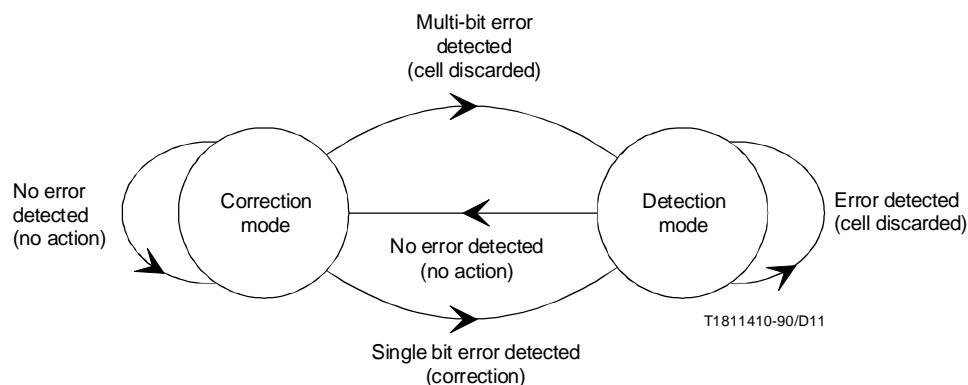 Multi-bit error
detected
(cell discarded)
No error
detected
(no action)
Correction
mode
Detection
mode
Error detected
(cell discarded)
No error detected
(no action)
T1811410-90/D11
Single bit error detected
(correction)